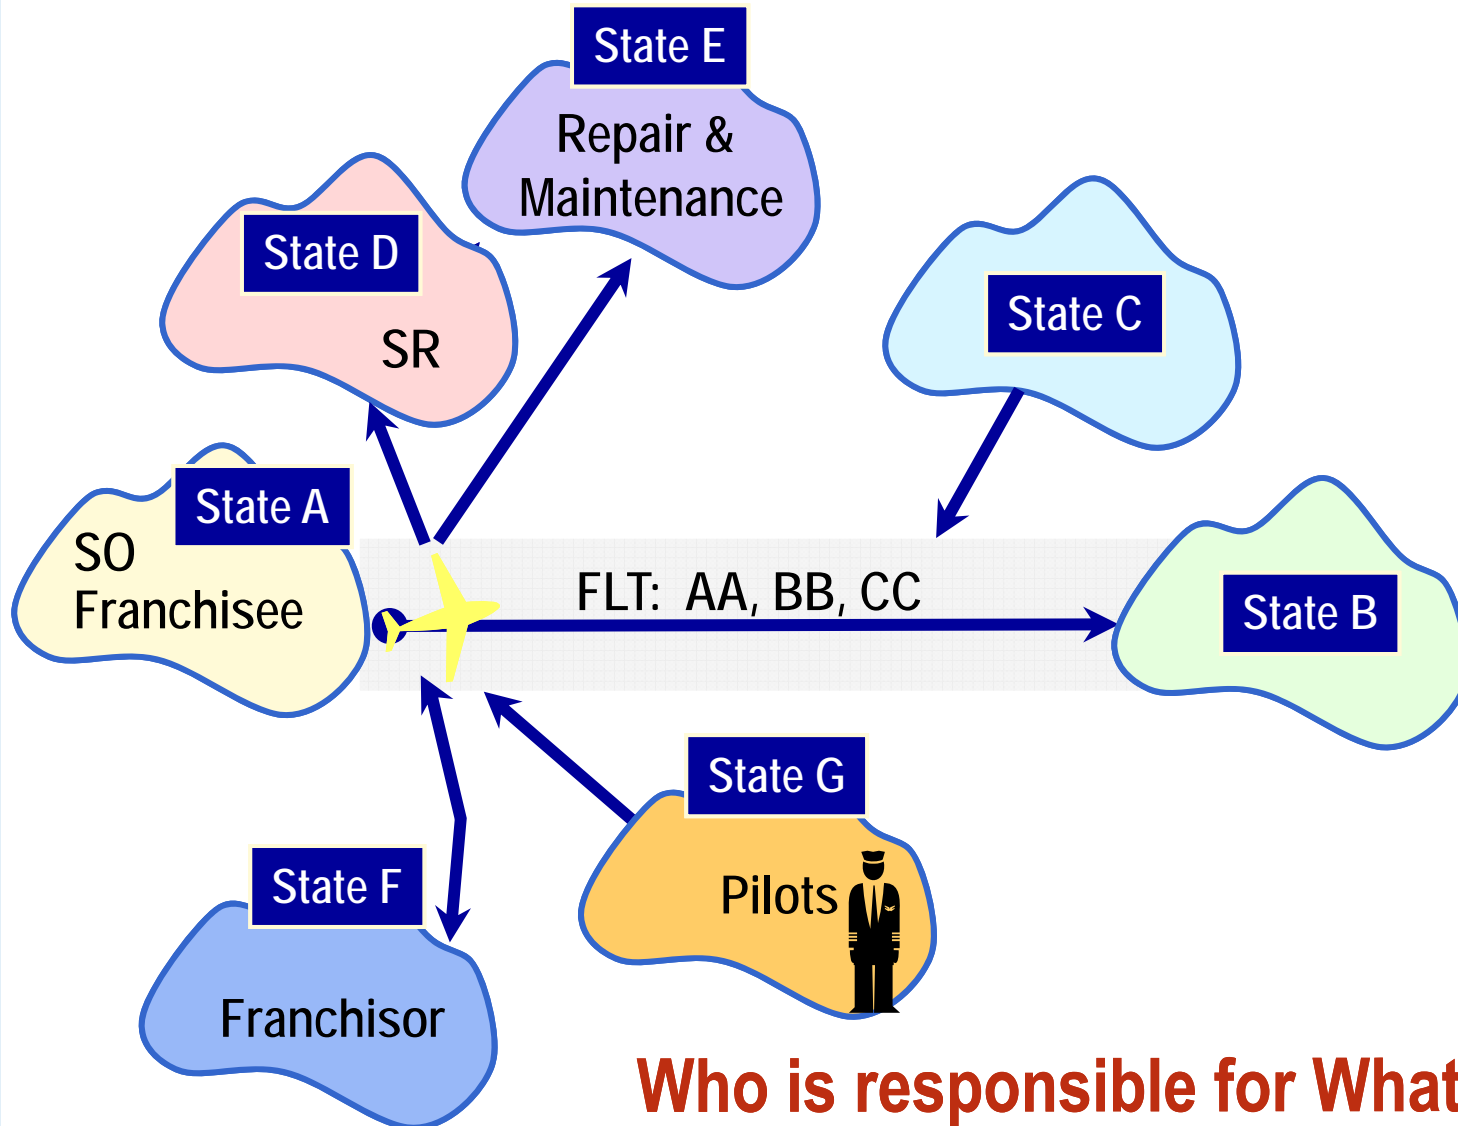 State E
Repair &
Maintenance
State D
SR
State C
State A
SO
Franchisee
FLT: AA, BB, CC
State B
State G
Pilots
State F
Franchisor
Who is responsible for What